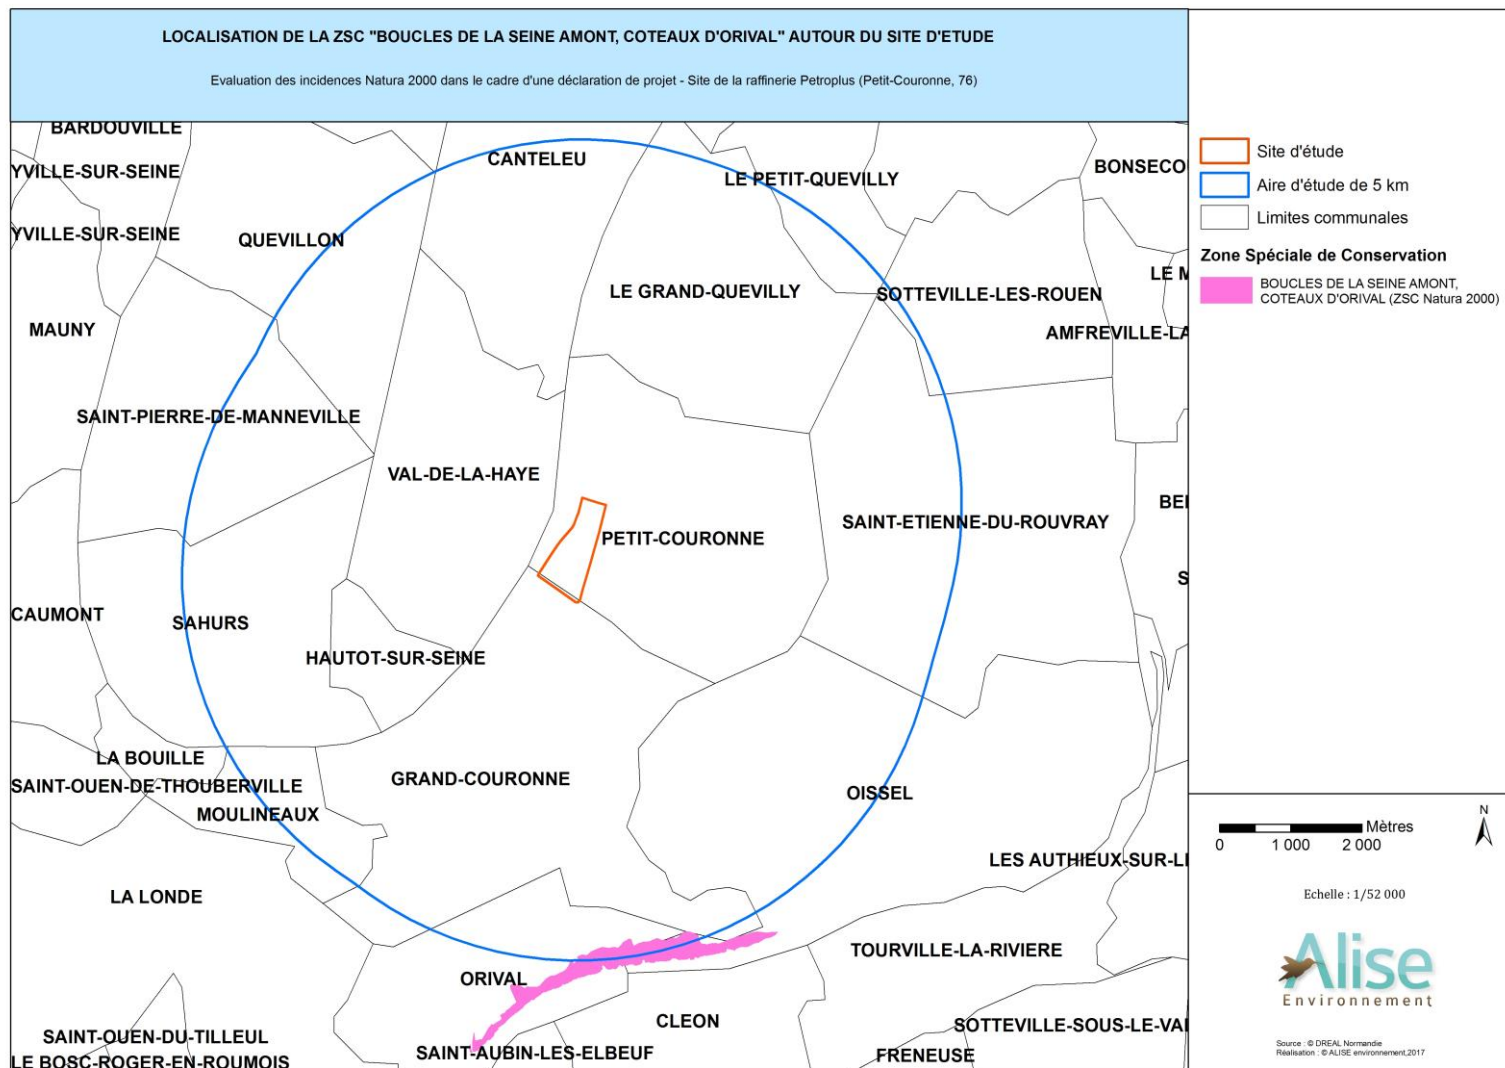 LOCALISATION DE LA ZSC "BOUCLES DE LA SEINE AMONT, COTEAUX D'ORIVAL" AUTOUR DU SITE D'ETUDE
Evaluation des incidences Natura 2000 dans le cadre d'une déclaration de projet - Site de la raffinerie Petroplus (Petit-Couronne, 76)
BARDOUVILLE
YVILLE-SUR-SEINE
CANTELEU
LE PETIT-QUEVILLY
BONSECO
YVILLE-SUR-SEINE
QUEVILLON
LE M
LE GRAND-QUEVILLY
SOTTEVILLE-LES-ROUEN
MAUNY
AMFREVILLE-LA
SAINT-PIERRE-DE-MANNEVILLE
VAL-DE-LA-HAYE
BEL
SAINT-ETIENNE-DU-ROUVRAY
PETIT-COURONNE
S
CAUMONT
SAHURS
HAUTOT-SUR-SEINE
LA BOUILLE
GRAND-COURONNE
SAINT-OUEN-DE-THOUBERVILLE
OISSEL
MOULINEAUX
LES AUTHIEUX-SUR-L
LA LONDE
TOURVILLE-LA-RIVIERE
ORIVAL
CLEON
SOTTEVILLE-SOUS-LE-VA
SAINT-OUEN-DU-TILLEUL
SAINT-AUBIN-LES-ELBEUF
FRENEUSE
LE BOSC-ROGER-EN-ROUMOIS
Site d'étude
Aire d'étude de 5 km
Limites communales
Zone Spéciale de Conservation
BOUCLES DE LA SEINE AMONT,
COTEAUX D'ORIVAL (ZSC Natura 2000)
N
Mètres
0 1 000 2 000
Echelle : 1/52 000
Alise
Environnement
Source : © DREAL Normandie
Réalisation : © ALISE environnement,2017